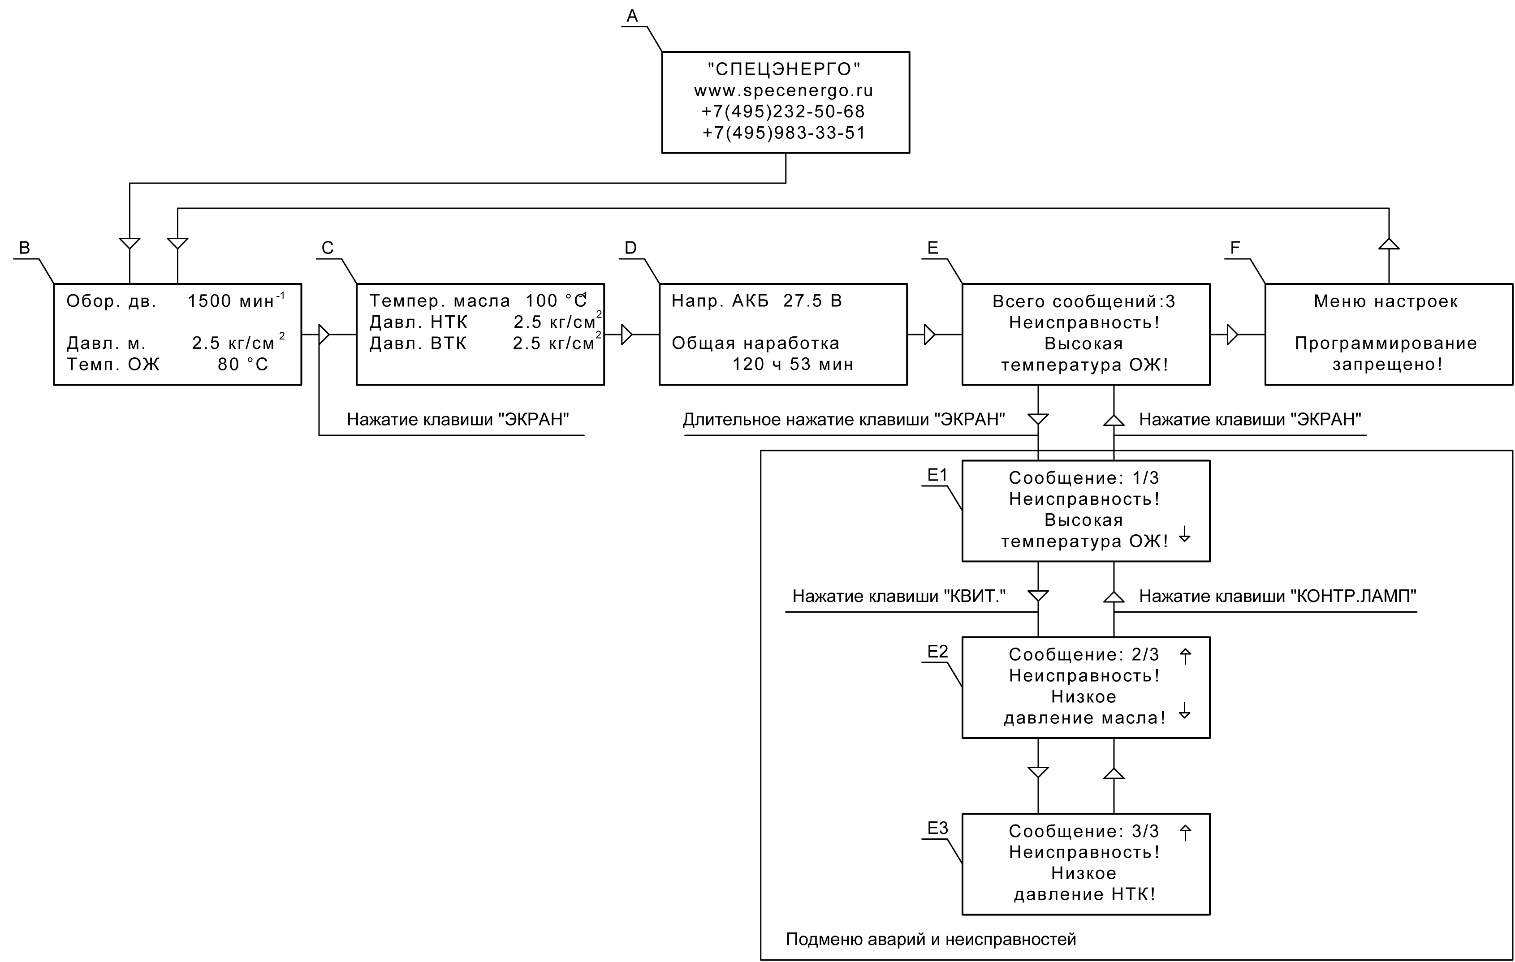 A
"СПЕЦЭНЕРГО"
www.specenergo.ru
+7(495)232-50-68
+7(495)983-33-51
B
Обор. дв. 1500 мин⁻¹
Давл. м. 2.5 кг/см²
Темп. ОЖ 80 °C
C
Темпер. масла 100 °C
Давл. НТК 2.5 кг/см²
Давл. ВТК 2.5 кг/см²
D
Напр. АКБ 27.5 В
Общая наработка
120 ч 53 мин
E
Всего сообщений:3
Неисправность!
Высокая
температура ОЖ!
F
Меню настроек
Программирование
запрещено!
Нажатие клавиши "ЭКРАН"
Длительное нажатие клавиши "ЭКРАН"
Нажатие клавиши "ЭКРАН"
E1
Сообщение: 1/3
Неисправность!
Высокая
температура ОЖ!
Нажатие клавиши "КВИТ."
Нажатие клавиши "КОНТР.ЛАМП"
E2
Сообщение: 2/3
Неисправность!
Низкое
давление масла!
E3
Сообщение: 3/3
Неисправность!
Низкое
давление НТК!
Подменю аварий и неисправностей